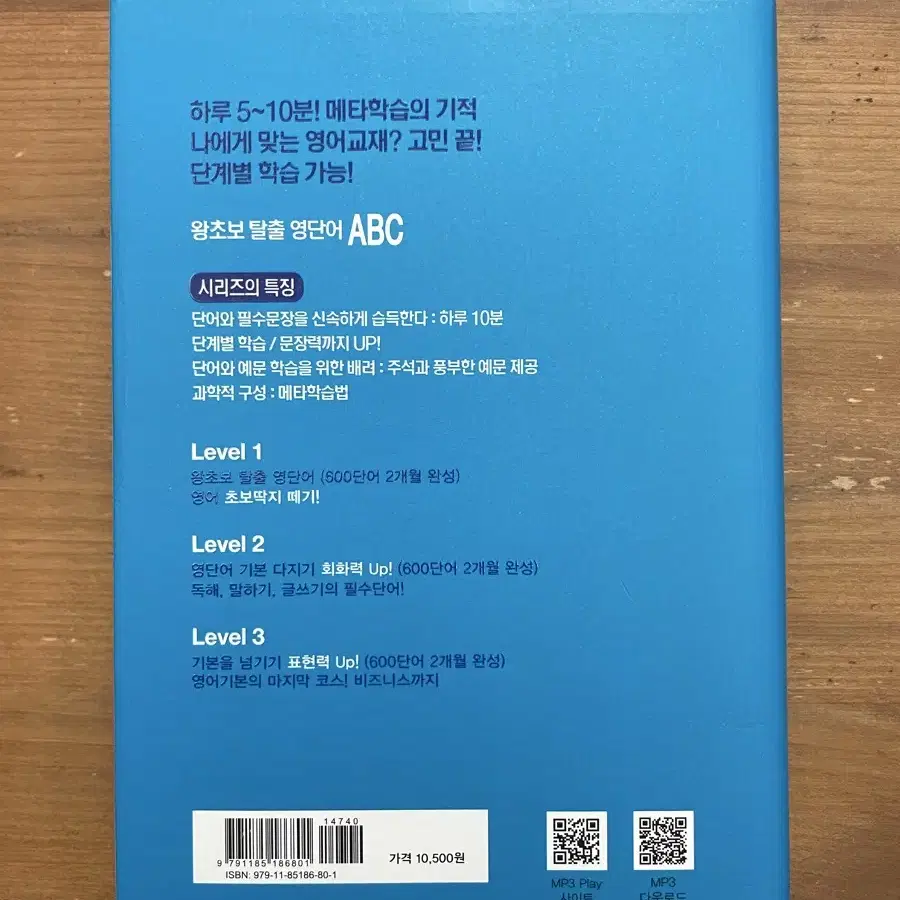 하루 5~10분! 메타학습의 기적
나에게 맞는 영어교재? 고민 끝!
단계별 학습 가능!
왕초보 탈출 영단어 ABC
시리즈의 특징
단어와 필수문장을 신속하게 습득한다 : 하루 10분
단계별 학습 / 문장력까지 UP!
단어와 예문 학습을 위한 배려 : 주석과 풍부한 예문 제공
과학적 구성 : 메타학습법
Level 1
왕초보 탈출 영단어 (600단어 2개월 완성)
영어 초보딱지 떼기!
Level 2
영단어 기본 다지기 회화력 Up! (600단어 2개월 완성)
독해, 말하기, 글쓰기의 필수단어!
Level 3
기본을 넘기기 표현력 Up! (600단어 2개월 완성)
영어기본의 마지막 코스! 비즈니스까지
14740
9 791185 186801
ISBN: 979-11-85186-80-1
가격 10,500원
MP3 Play
사이트
MP3
다운로드